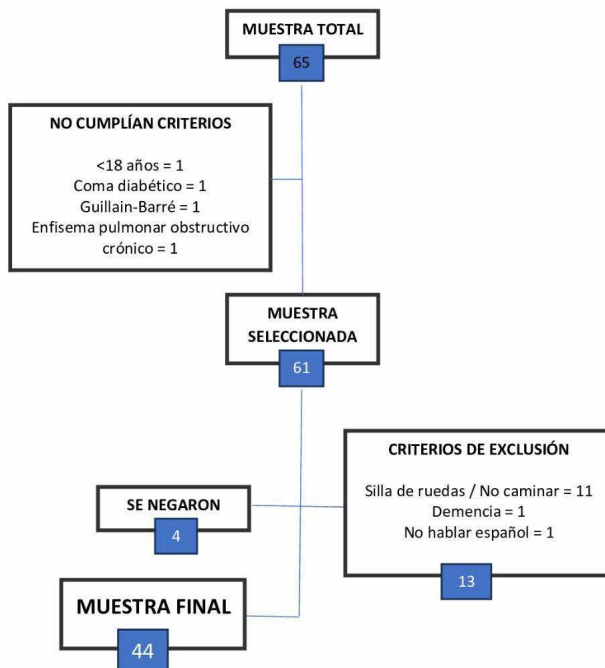 MUESTRA TOTAL
65
NO CUMPLÍAN CRITERIOS
<18 años = 1
Coma diabético = 1
Guillain-Barré = 1
Enfisema pulmonar obstructivo
crónico = 1
MUESTRA
SELECCIONADA
61
CRITERIOS DE EXCLUSIÓN
Silla de ruedas / No caminar = 11
Demencia = 1
No hablar español = 1
13
SE NEGARON
4
MUESTRA FINAL
44